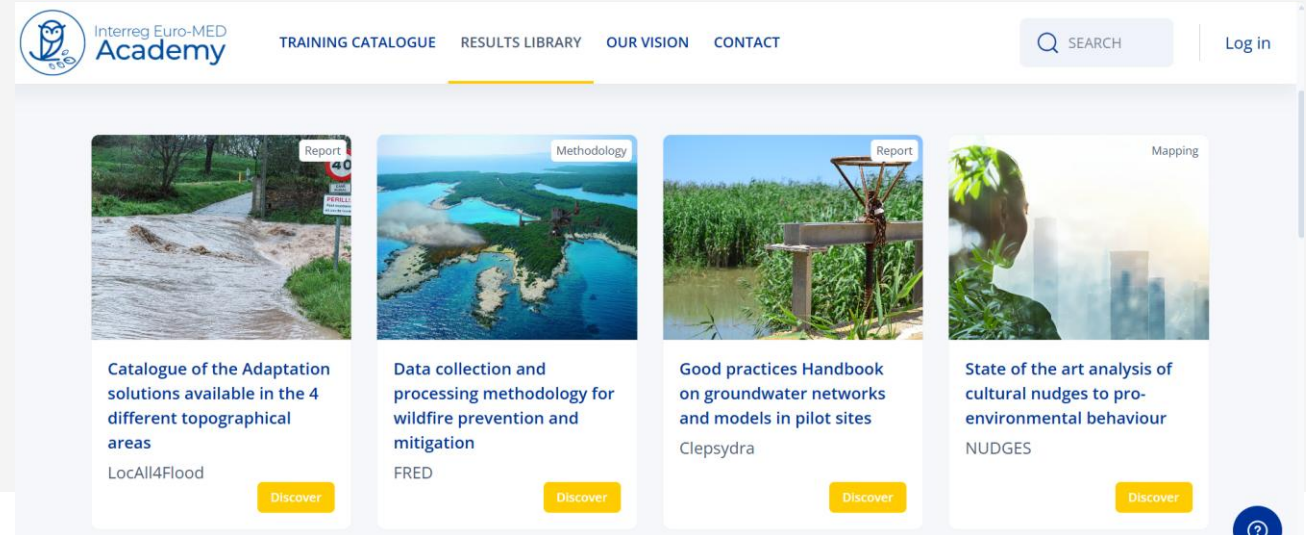 Interreg Euro-MED
Academy
TRAINING CATALOGUE
RESULTS LIBRARY
OUR VISION
CONTACT
SEARCH
Log in
Report
40
PERILL
Catalogue of the Adaptation
solutions available in the 4
different topographical
areas
LocAll4Flood
Discover
Methodology
Data collection and
processing methodology for
wildfire prevention and
mitigation
FRED
Discover
Report
Good practices Handbook
on groundwater networks
and models in pilot sites
Clepsydra
Discover
Mapping
State of the art analysis of
cultural nudges to pro-
environmental behaviour
NUDGES
Discover
?